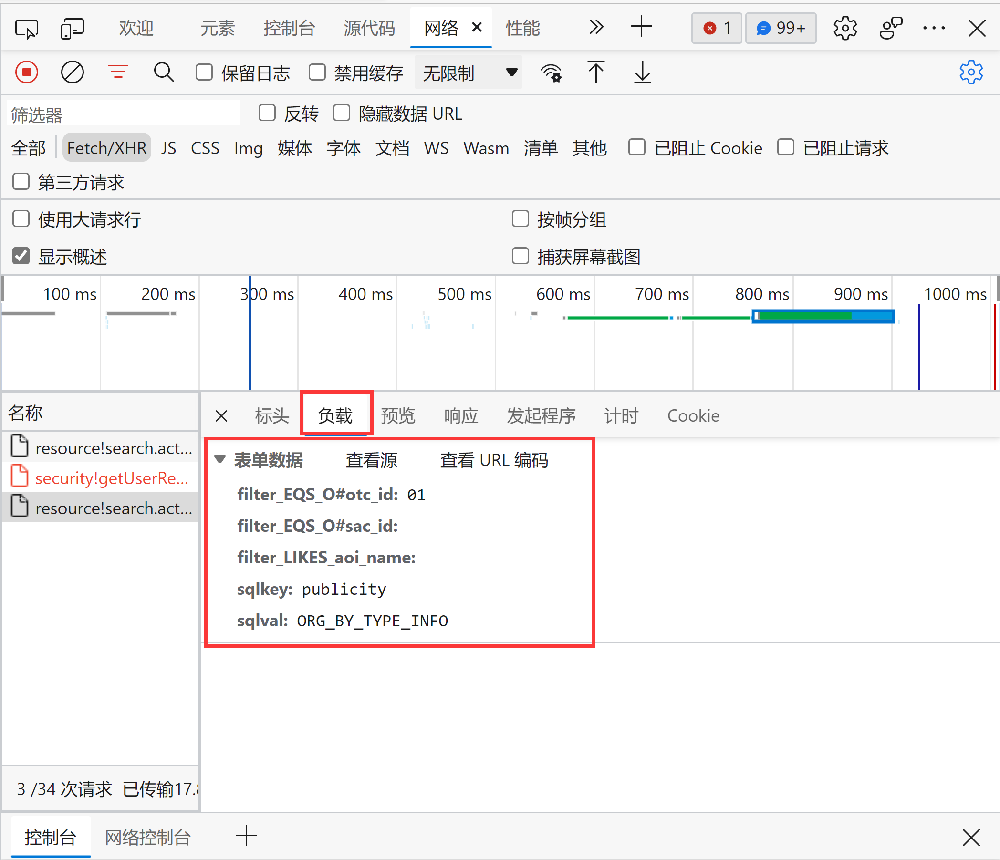 欢迎 元素 控制台 源代码 网络 性能 1 99+
保留日志 禁用缓存 无限制
筛选器 反转 隐藏数据 URL
全部 Fetch/XHR JS CSS Img 媒体 字体 文档 WS Wasm 清单 其他 已阻止 Cookie 已阻止请求
第三方请求
使用大请求行 按帧分组
显示概述 捕获屏幕截图
100 ms 200 ms 300 ms 400 ms 500 ms 600 ms 700 ms 800 ms 900 ms 1000 ms
名称
resource!search.act...
security!getUserRe...
resource!search.act...
3 /34 次请求 已传输17.8
标头 负载 预览 响应 发起程序 计时 Cookie
表单数据 查看源 查看 URL 编码
filter_EQS_O#otc_id: 01
filter_EQS_O#sac_id:
filter_LIKES_aoi_name:
sqlkey: publicity
sqlval: ORG_BY_TYPE_INFO
控制台 网络控制台